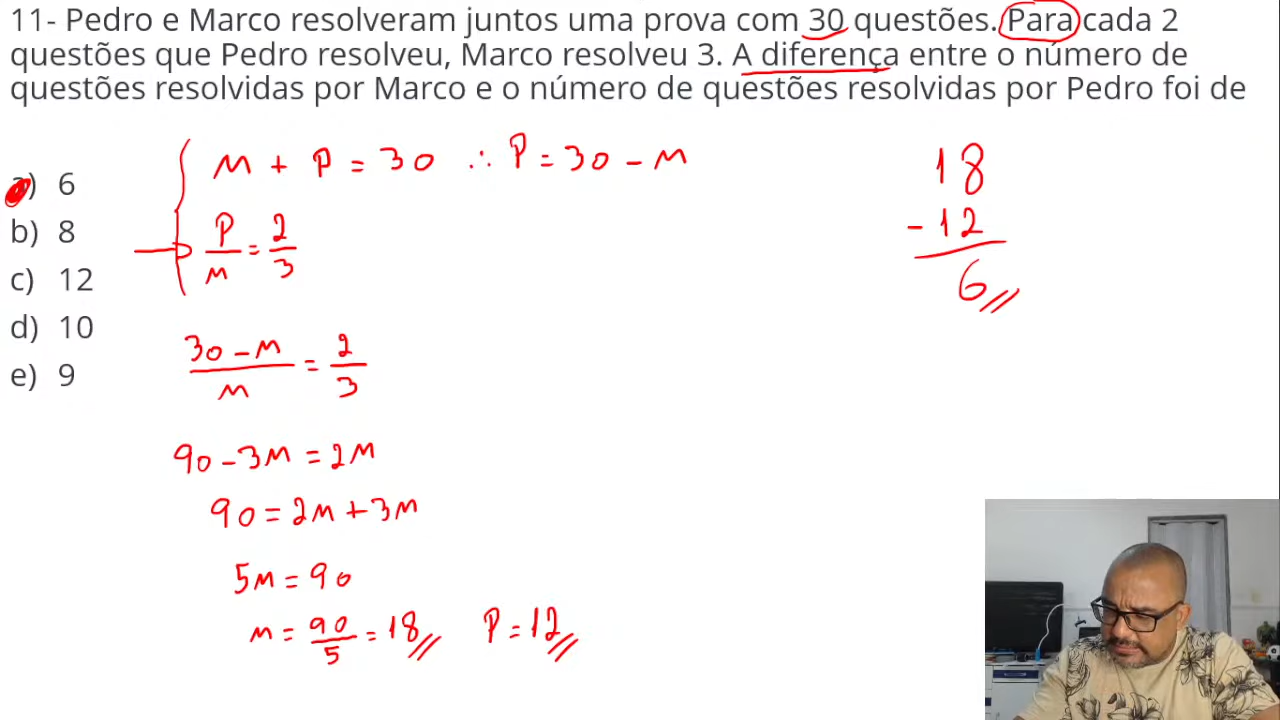 11- Pedro e Marco resolveram juntos uma prova com 30 questões. Para cada 2
questões que Pedro resolveu, Marco resolveu 3. A diferença entre o número de
questões resolvidas por Marco e o número de questões resolvidas por Pedro foi de
a) 6
b) 8
c) 12
d) 10
e) 9
M + P = 30 ∴ P = 30 - M
P/M = 2/3
30 - M/M = 2/3
90 - 3M = 2M
90 = 2M + 3M
5M = 90
M = 90/5 = 18 P = 12
18
- 12
6